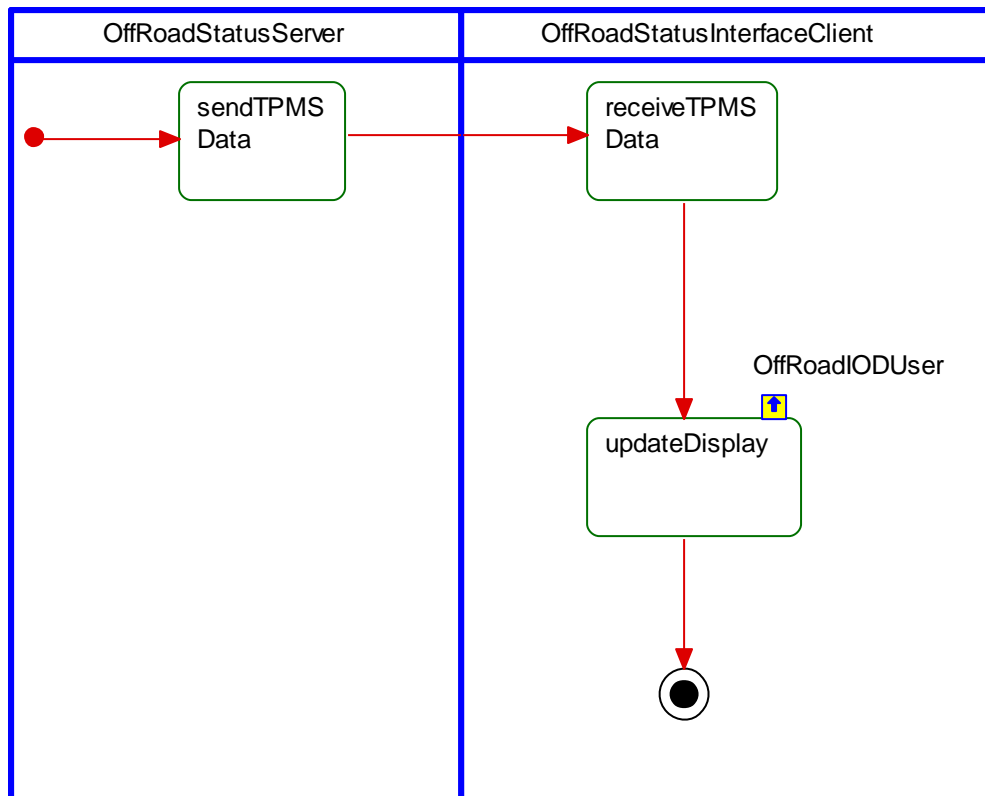 OffRoadStatusServer
OffRoadStatusInterfaceClient
sendTPMS
Data
receiveTPMS
Data
OffRoadIODUser
updateDisplay